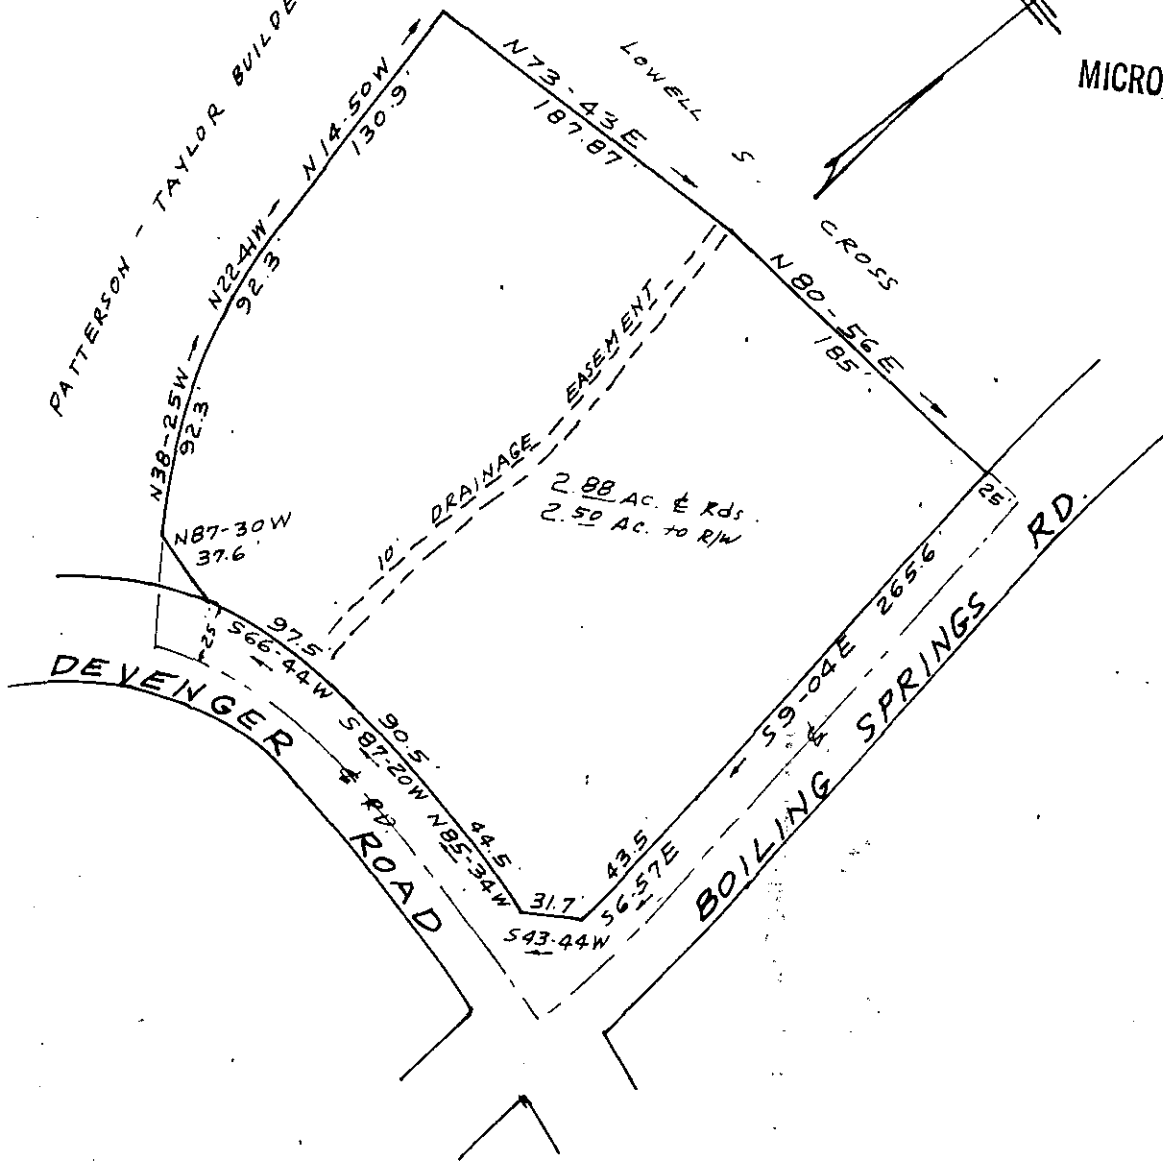 PATTERSON - TAYLOR BUILDE
MICRO
LOWELL S. CROSS
N14-50W
130.9'
N73-43E
187.87'
N22-41W
92.3'
N80-56E
185'
N38-25W
92.3'
10' DRAINAGE EASEMENT
2.88 AC. ₵ Rds.
2.50 AC. to R/W
25'
N87-30W
37.6'
265.6'
S9-04E
97.5'
S66-44W
25'
DEVENGER ROAD
₵ RD.
90.5'
S87-20W
44.5'
N85-34W
31.7'
S43-44W
43.5'
S6-57E
₵
BOILING SPRINGS RD.